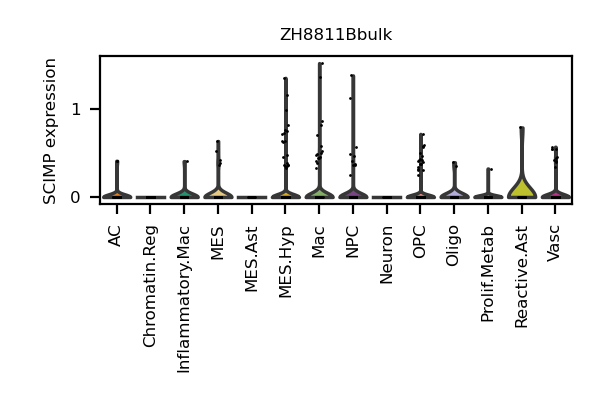 ZH8811Bbulk
SCIMP expression
1
0
AC
Chromatin.Reg
Inflammatory.Mac
MES
MES.Ast
MES.Hyp
Mac
NPC
Neuron
OPC
Oligo
Prolif.Metab
Reactive.Ast
Vasc